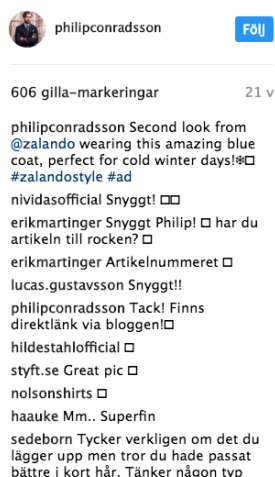 philipconradsson
Följ
606 gilla-markeringar
21 v
philipconradsson Second look from
@zalando wearing this amazing blue
coat, perfect for cold winter days!❄□
#zalandostyle #ad
nividasofficial Snyggt! □□
erikmartinger Snyggt Philip! □ har du
artikeln till rocken? □
erikmartinger Artikelnummeret □
lucas.gustavsson Snyggt!!
philipconradsson Tack! Finns
direktlänk via bloggen!□
hildestahlofficial □
styft.se Great pic □
nolsonshirts □
haauke Mm.. Superfin
sedeborn Tycker verkligen om det du
lägger upp men tror du hade passat
bättre i kort hår. Tänker någon typ